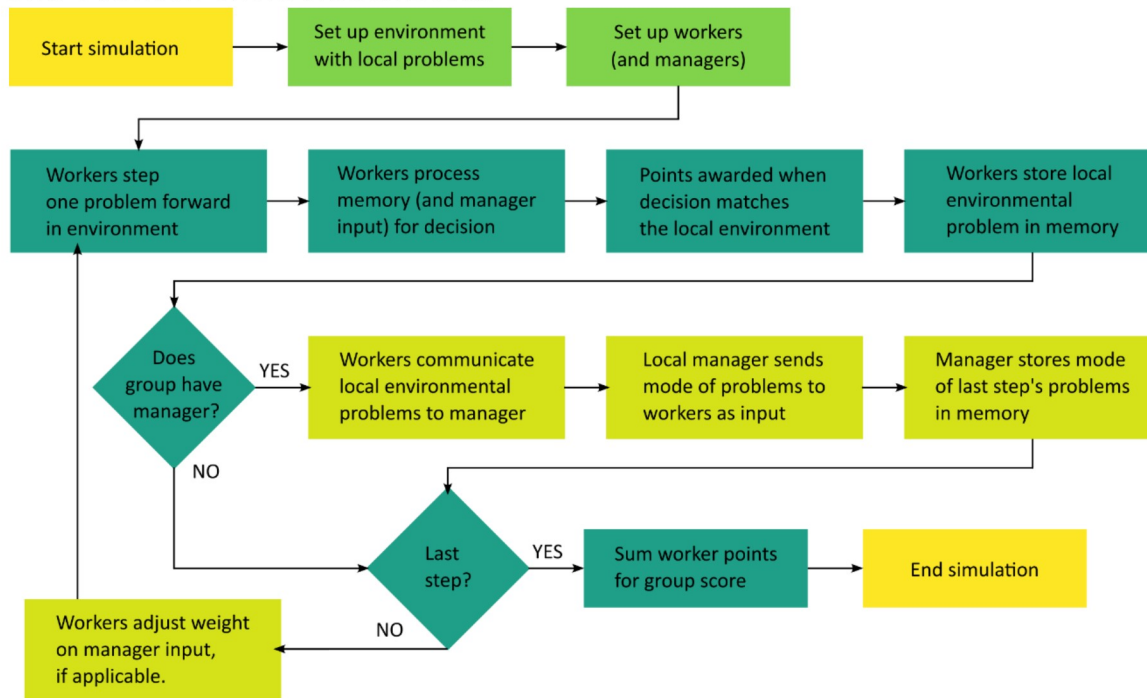 Start simulation
Set up environment
with local problems
Set up workers
(and managers)
Workers step
one problem forward
in environment
Workers process
memory (and manager
input) for decision
Points awarded when
decision matches
the local environment
Workers store local
environmental
problem in memory
Does
group have
manager?
YES
Workers communicate
local environmental
problems to manager
Local manager sends
mode of problems to
workers as input
Manager stores mode
of last step's problems
in memory
NO
Last
step?
YES
Sum worker points
for group score
End simulation
NO
Workers adjust weight
on manager input,
if applicable.